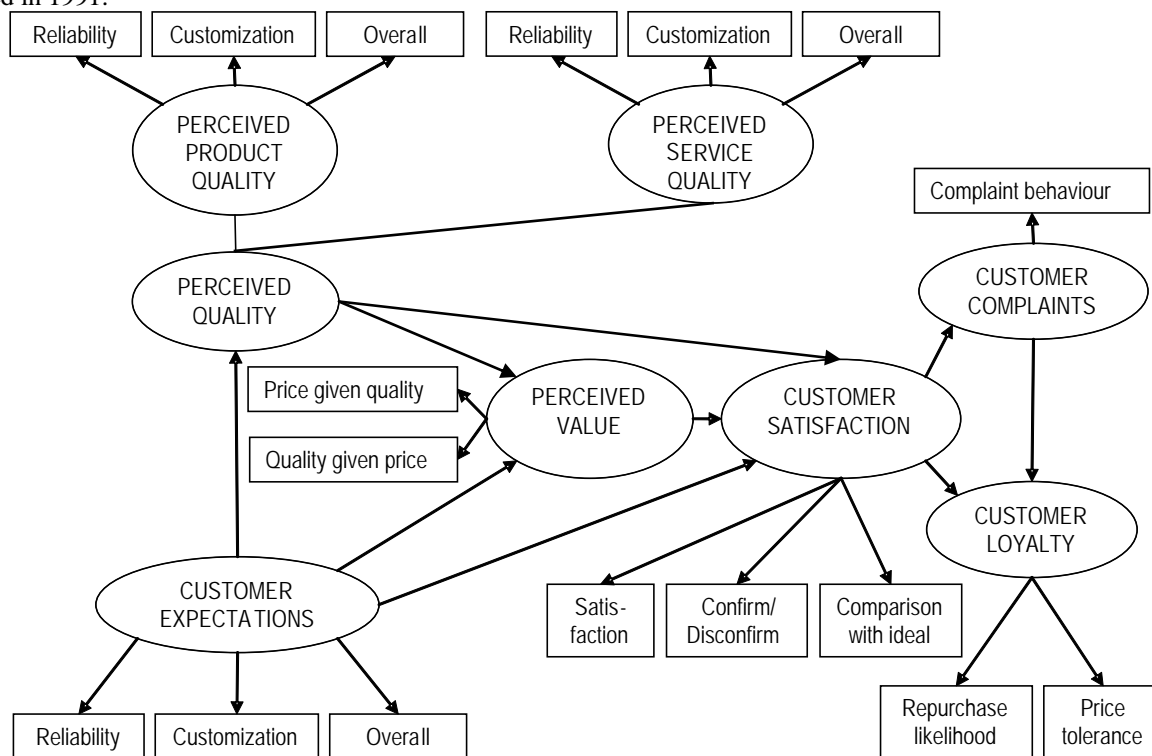 d in 1991.
Reliability
Customization
Overall
Reliability
Customization
Overall
PERCEIVED
PRODUCT
QUALITY
PERCEIVED
SERVICE
QUALITY
Complaint behaviour
PERCEIVED
QUALITY
CUSTOMER
COMPLAINTS
Price given quality
PERCEIVED
VALUE
CUSTOMER
SATISFACTION
Quality given price
CUSTOMER
LOYALTY
CUSTOMER
EXPECTATIONS
Satis-
faction
Confirm/
Disconfirm
Comparison
with ideal
Repurchase
likelihood
Price
tolerance
Reliability
Customization
Overall